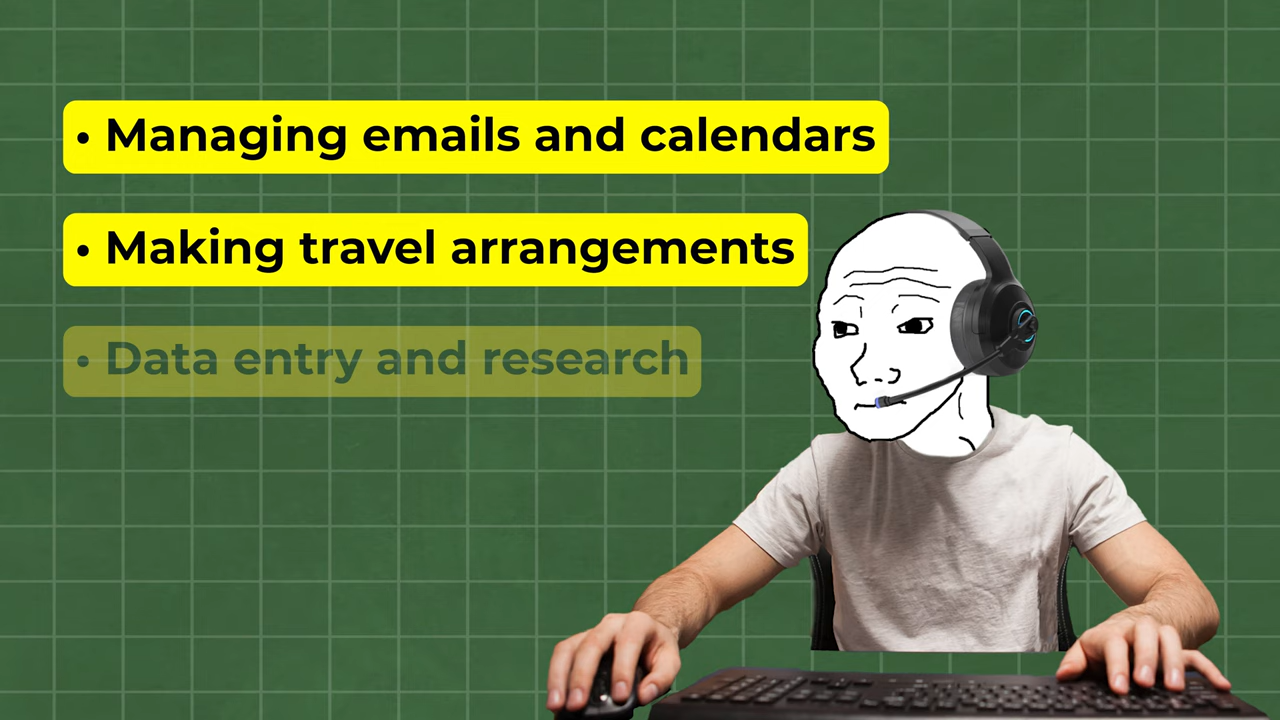 • Managing emails and calendars
• Making travel arrangements
• Data entry and research